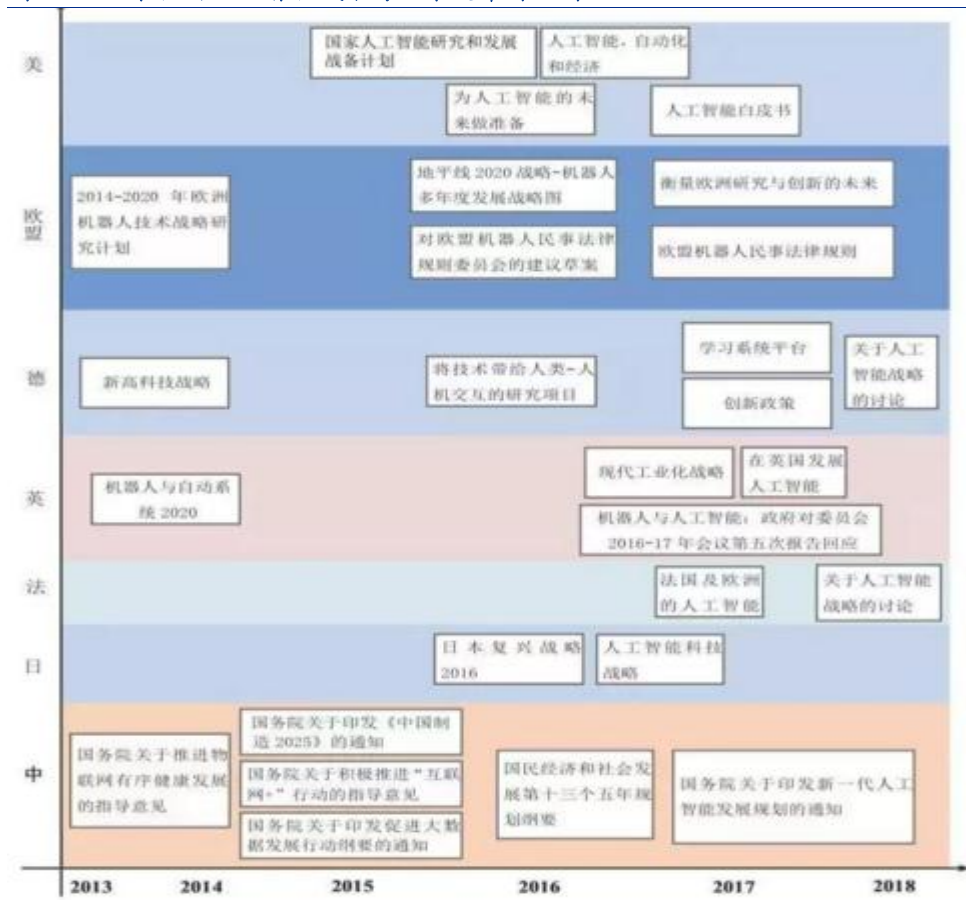 美
国家人工智能研究和发展
战备计划
人工智能，自动化
和经济
为人工智能的未
来做准备
人工智能白皮书
欧盟
2014-2020 年欧洲
机器人技术战略研
究计划
地平线2020战略-机器人
多年度发展战略图
衡量欧洲研究与创新的未来
对欧盟机器人民事法律
规则委员会的建议草案
欧盟机器人民事法律规则
德
新高科技战略
将技术带给人类-人
机交互的研究项目
学习系统平台
创新政策
关于人工
智能战略
的讨论
英
机器人与自动系
统2020
现代工业化战略
在英国发展
人工智能
机器人与人工智能：政府对委员会
2016-17年会议第五次报告回应
法
法国及欧洲
的人工智能
关于人工智能
战略的讨论
日
日本复兴战略
2016
人工智能科技
战略
中
国务院关于推进物
联网有序健康发展
的指导意见
国务院关于印发《中国制
造2025》的通知
国务院关于积极推进“互联
网+”行动的指导意见
国务院关于印发促进大数
据发展行动纲要的通知
国民经济和社会发
展第十三个五年规
划纲要
国务院关于印发新一代人工
智能发展规划的通知
2013 2014 2015 2016 2017 2018